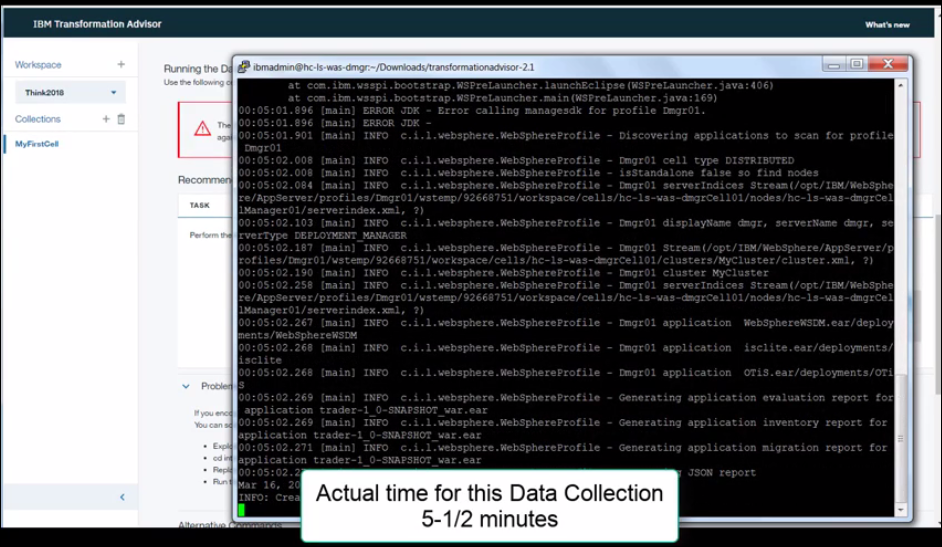 IBM Transformation Advisor
What's new
Workspace
Think2018
Collections
MyFirstCell
Running the Da
Use the following co
The
agai
Recommen
TASK
Perform the
Problem
If you enco
You can so
Explo
cd int
Repla
Run t
Alternative Commands
ibmadmin@hc-ls-was-dmgr:~/Downloads/transformationadvisor-2.1
at com.ibm.wsspi.bootstrap.WSPreLauncher.launchEclipse(WSPreLauncher.java:406)
at com.ibm.wsspi.bootstrap.WSPreLauncher.main(WSPreLauncher.java:169)
00:05:01.896 [main] ERROR JDK - Error calling managesdk for profile Dmgr01.
00:05:01.896 [main] ERROR JDK -
00:05:01.901 [main] INFO c.i.l.websphere.WebSphereProfile - Discovering applications to scan for profile
Dmgr01
00:05:02.008 [main] INFO c.i.l.websphere.WebSphereProfile - Dmgr01 cell type DISTRIBUTED
00:05:02.008 [main] INFO c.i.l.websphere.WebSphereProfile - isStandalone false so find nodes
00:05:02.084 [main] INFO c.i.l.websphere.WebSphereProfile - Dmgr01 serverIndices Stream(/opt/IBM/WebSphe
re/AppServer/profiles/Dmgr01/wstemp/92668751/workspace/cells/hc-ls-was-dmgrCell01/nodes/hc-ls-was-dmgrCel
lManager01/serverindex.xml, ?)
00:05:02.103 [main] INFO c.i.l.websphere.WebSphereProfile - Dmgr01 displayName dmgr, serverName dmgr, se
rverType DEPLOYMENT_MANAGER
00:05:02.187 [main] INFO c.i.l.websphere.WebSphereProfile - Dmgr01 Stream(/opt/IBM/WebSphere/AppServer/p
rofiles/Dmgr01/wstemp/92668751/workspace/cells/hc-ls-was-dmgrCell01/clusters/MyCluster/cluster.xml, ?)
00:05:02.190 [main] INFO c.i.l.websphere.WebSphereProfile - Dmgr01 cluster MyCluster
00:05:02.258 [main] INFO c.i.l.websphere.WebSphereProfile - Dmgr01 serverIndices Stream(/opt/IBM/WebSphe
re/AppServer/profiles/Dmgr01/wstemp/92668751/workspace/cells/hc-ls-was-dmgrCell01/nodes/hc-ls-was-dmgrCel
lManager01/serverindex.xml, ?)
00:05:02.267 [main] INFO c.i.l.websphere.WebSphereProfile - Dmgr01 application WebSphereWSDM.ear/deploy
ments/WebSphereWSDM
00:05:02.268 [main] INFO c.i.l.websphere.WebSphereProfile - Dmgr01 application isclite.ear/deployments/
isclite
00:05:02.268 [main] INFO c.i.l.websphere.WebSphereProfile - Dmgr01 application OTiS.ear/deployments/OTi
S
00:05:02.269 [main] INFO c.i.l.websphere.WebSphereProfile - Generating application evaluation report for
application trader-1_0-SNAPSHOT_war.ear
00:05:02.269 [main] INFO c.i.l.websphere.WebSphereProfile - Generating application inventory report for
application trader-1_0-SNAPSHOT_war.ear
00:05:02.271 [main] INFO c.i.l.websphere.WebSphereProfile - Generating application migration report for
application trader-1_0-SNAPSHOT_war.ear
00:05:02.2 JSON report
Mar 16, 20
INFO: Crea
Actual time for this Data Collection
5-1/2 minutes